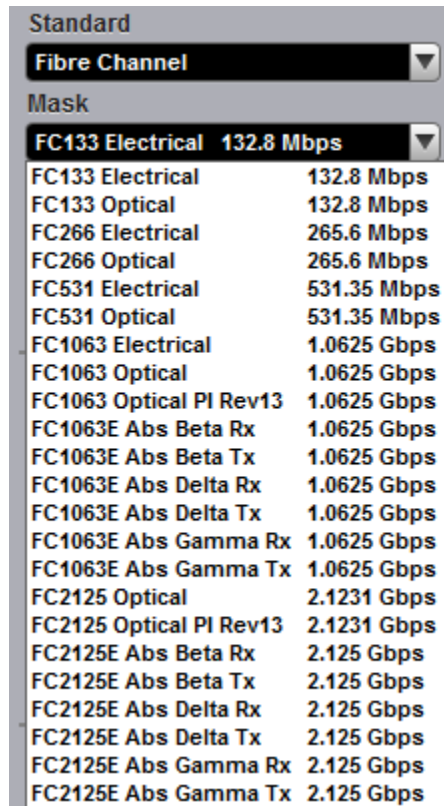 Standard
Fibre Channel
Mask
FC133 Electrical 132.8 Mbps
FC133 Electrical 132.8 Mbps
FC133 Optical 132.8 Mbps
FC266 Electrical 265.6 Mbps
FC266 Optical 265.6 Mbps
FC531 Electrical 531.35 Mbps
FC531 Optical 531.35 Mbps
FC1063 Electrical 1.0625 Gbps
FC1063 Optical 1.0625 Gbps
FC1063 Optical PI Rev13 1.0625 Gbps
FC1063E Abs Beta Rx 1.0625 Gbps
FC1063E Abs Beta Tx 1.0625 Gbps
FC1063E Abs Delta Rx 1.0625 Gbps
FC1063E Abs Delta Tx 1.0625 Gbps
FC1063E Abs Gamma Rx 1.0625 Gbps
FC1063E Abs Gamma Tx 1.0625 Gbps
FC2125 Optical 2.1231 Gbps
FC2125 Optical PI Rev13 2.1231 Gbps
FC2125E Abs Beta Rx 2.125 Gbps
FC2125E Abs Beta Tx 2.125 Gbps
FC2125E Abs Delta Rx 2.125 Gbps
FC2125E Abs Delta Tx 2.125 Gbps
FC2125E Abs Gamma Rx 2.125 Gbps
FC2125E Abs Gamma Tx 2.125 Gbps